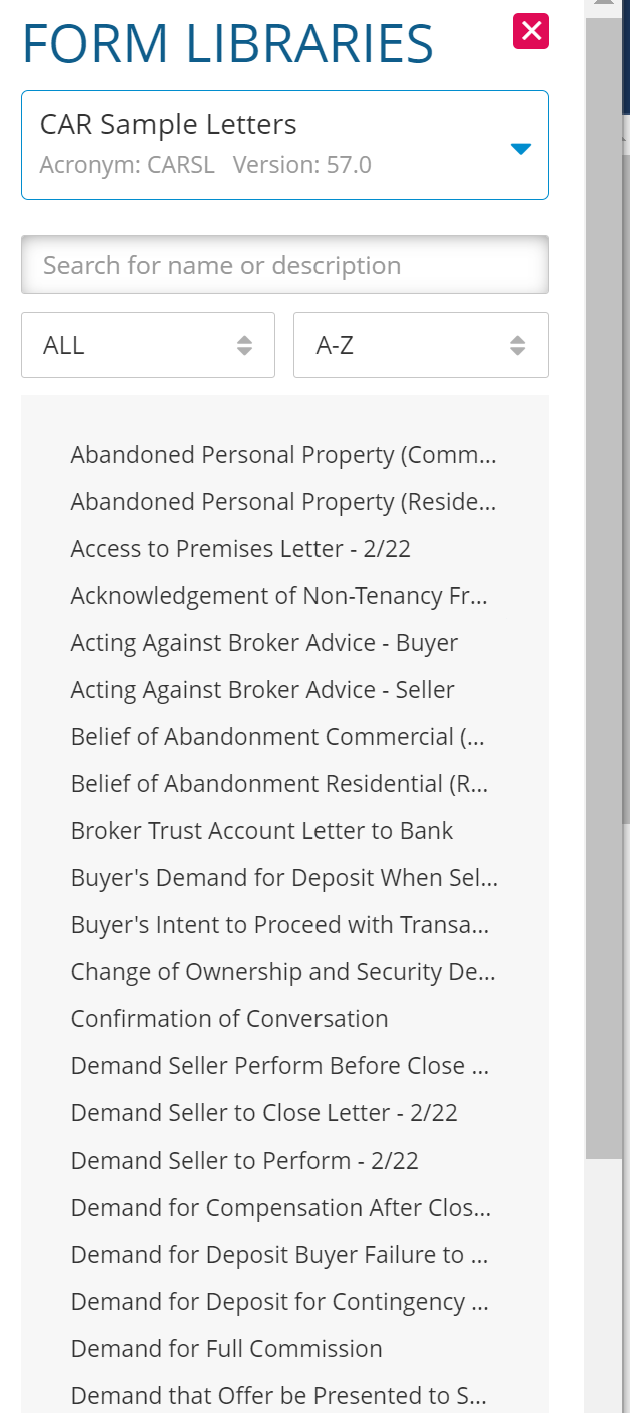 FORM LIBRARIES
CAR Sample Letters
Acronym: CARSL Version: 57.0
Search for name or description
ALL
A-Z
Abandoned Personal Property (Comm...
Abandoned Personal Property (Reside...
Access to Premises Letter - 2/22
Acknowledgement of Non-Tenancy Fr...
Acting Against Broker Advice - Buyer
Acting Against Broker Advice - Seller
Belief of Abandonment Commercial (...
Belief of Abandonment Residential (R...
Broker Trust Account Letter to Bank
Buyer's Demand for Deposit When Sel...
Buyer's Intent to Proceed with Transa...
Change of Ownership and Security De...
Confirmation of Conversation
Demand Seller Perform Before Close ...
Demand Seller to Close Letter - 2/22
Demand Seller to Perform - 2/22
Demand for Compensation After Clos...
Demand for Deposit Buyer Failure to ...
Demand for Deposit for Contingency ...
Demand for Full Commission
Demand that Offer be Presented to S...